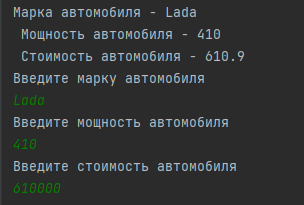 Марка автомобиля - Lada
Мощность автомобиля - 410
Стоимость автомобиля - 610.9
Введите марку автомобиля
Lada
Введите мощность автомобиля
410
Введите стоимость автомобиля
610000